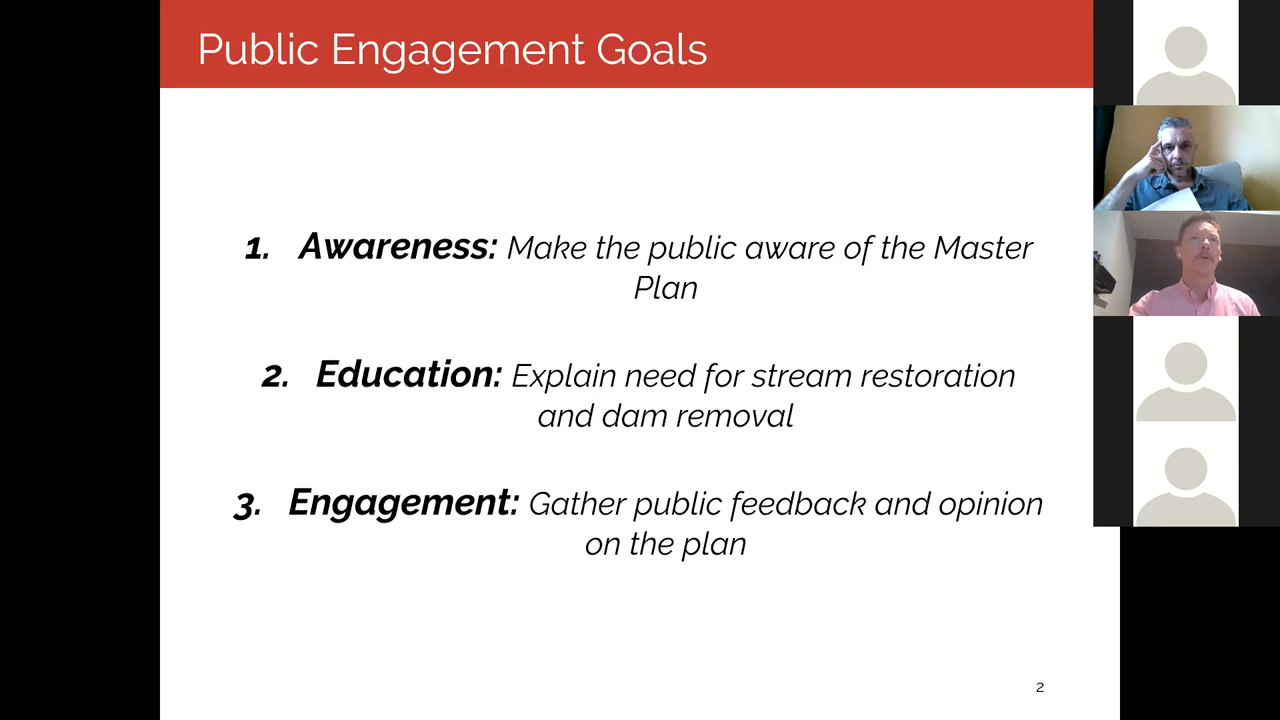 Public Engagement Goals
1. Awareness: Make the public aware of the Master
Plan
2. Education: Explain need for stream restoration
and dam removal
3. Engagement: Gather public feedback and opinion
on the plan
2